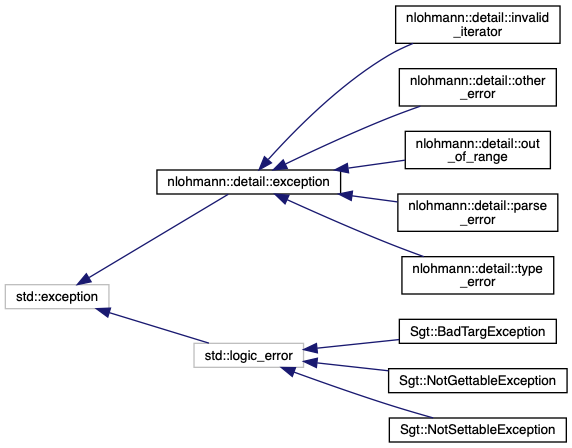 nlohmann::detail::invalid
_iterator
nlohmann::detail::other
_error
nlohmann::detail::out
_of_range
nlohmann::detail::exception
nlohmann::detail::parse
_error
nlohmann::detail::type
_error
std::exception
Sgt::BadTargException
std::logic_error
Sgt::NotGettableException
Sgt::NotSettableException